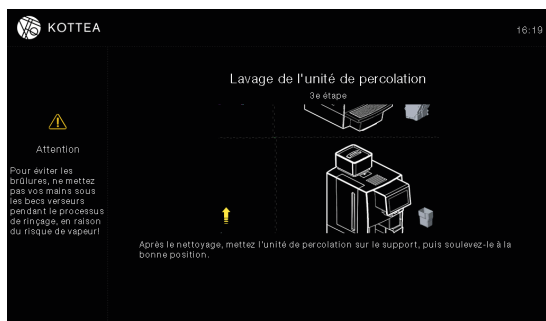 KOTTEA
16:19
Lavage de l'unité de percolation
3e étape
Attention
Pour éviter les
brûlures, ne mettez
pas vos mains sous
les becs verseurs
pendant le processus
de rinçage, en raison
du risque de vapeur!
Après le nettoyage, mettez l'unité de percolation sur le support, puis soulevez-le à la
bonne position.